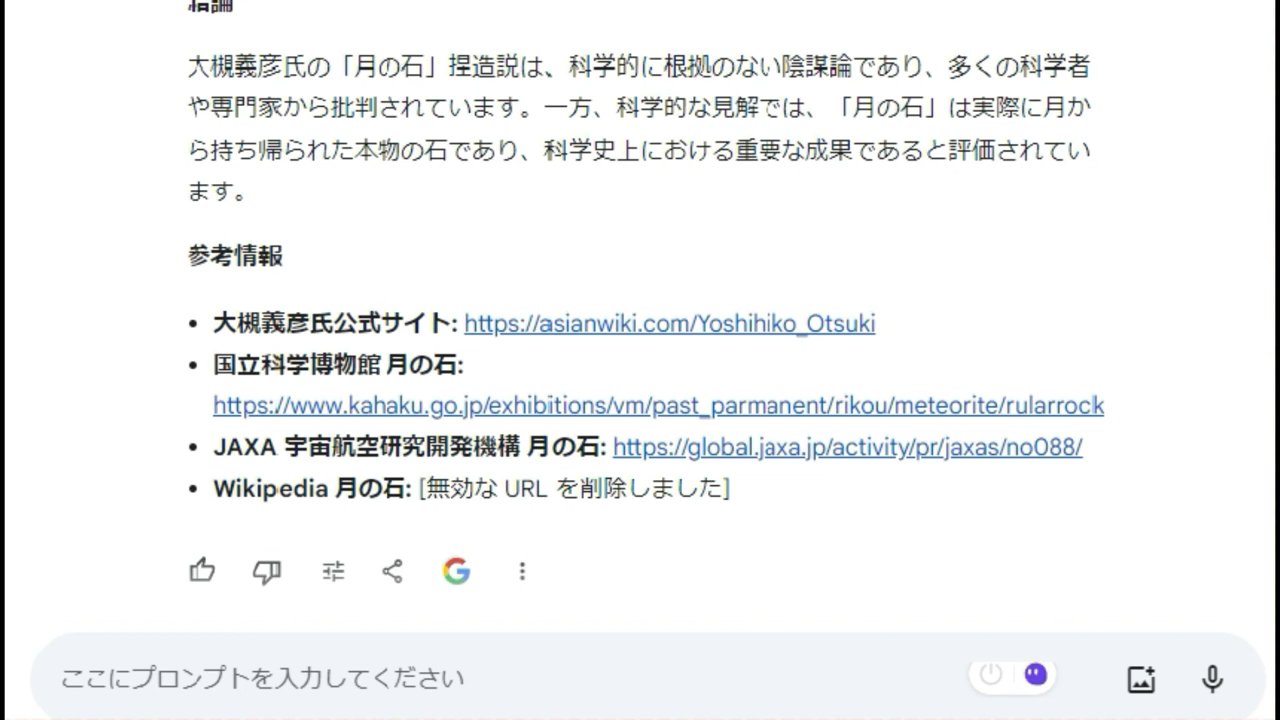 結論
大槻義彦氏の「月の石」捏造説は、科学的に根拠のない陰謀論であり、多くの科学者
や専門家から批判されています。一方、科学的な見解では、「月の石」は実際に月か
ら持ち帰られた本物の石であり、科学史上における重要な成果であると評価されてい
ます。
参考情報
• 大槻義彦氏公式サイト: https://asianwiki.com/Yoshihiko_Otsuki
• 国立科学博物館 月の石:
https://www.kahaku.go.jp/exhibitions/vm/past_parmanent/rikou/meteorite/rularrock
• JAXA 宇宙航空研究開発機構 月の石: https://global.jaxa.jp/activity/pr/jaxas/no088/
• Wikipedia 月の石: [無効な URL を削除しました]
ここにプロンプトを入力してください